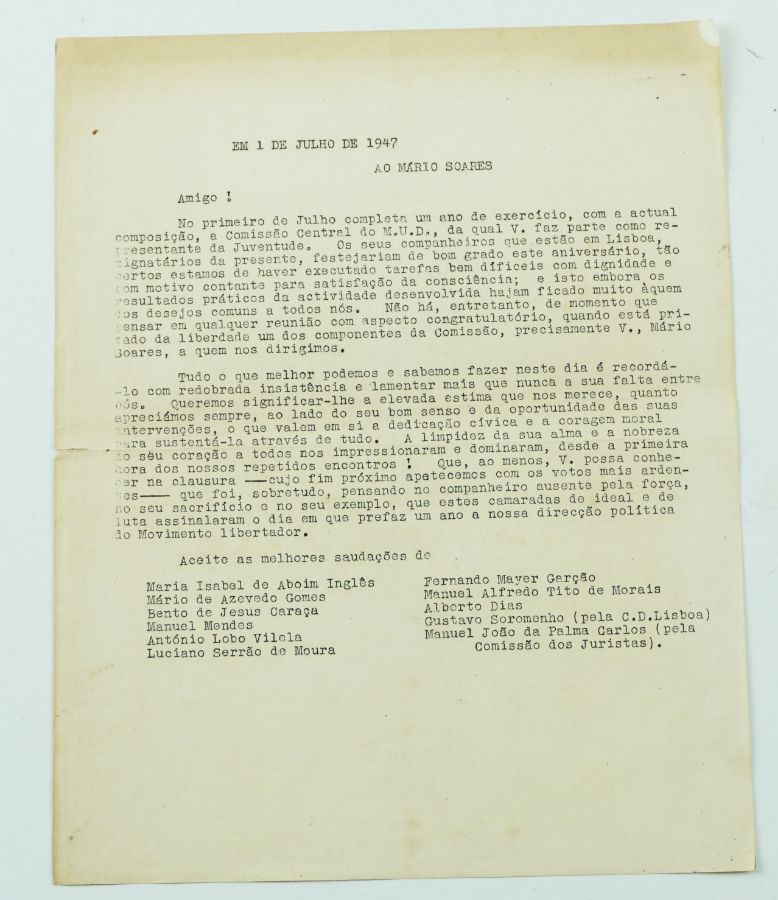 EM 1 DE JULHO DE 1947
AO MÁRIO SOARES
Amigo !
No primeiro de Julho completa um ano de exercício, com a actual
composição, a Comissão Central do M.U.D., da qual V. faz parte como re-
presentante da Juventude. Os seus companheiros que estão em Lisboa,
signatários da presente, festejariam de bom grado este aniversário, tão
certos estamos de haver executado tarefas bem difíceis com dignidade e
com motivo contante para satisfação da consciência; e isto embora os
resultados práticos da actividade desenvolvida hajam ficado muito àquem
dos desejos comuns a todos nós. Não há, entretanto, de momento que
pensar em qualquer reunião com aspecto congratulatório, quando está pri-
vado da liberdade um dos componentes da Comissão, precisamente V., Mário
Soares, a quem nos dirigimos.
Tudo o que melhor podemos e sabemos fazer neste dia é recordá-
-lo com redobrada insistência e lamentar mais que nunca a sua falta entre
nós. Queremos significar-lhe a elevada estima que nos merece, quanto
apreciámos sempre, ao lado do seu bom senso e da oportunidade das suas
intervenções, o que valem em si a dedicação cívica e a coragem moral
para sustentá-la através de tudo. A limpidez da sua alma e a nobreza
do sêu coração a todos nos impressionaram e dominaram, desde a primeira
hora dos nossos repetidos encontros ! Que, ao menos, V. possa conhe-
cer na clausura —cujo fim próximo apetecemos com os votos mais arden-
tes— que foi, sobretudo, pensando no companheiro ausente pela força,
no seu sacrifício e no seu exemplo, que estes camaradas de ideal e de
luta assinalaram o dia em que prefaz um ano a nossa direcção política
do Movimento libertador.
Aceite as melhores saudações de
Maria Isabel de Aboim Inglês
Mário de Azevedo Gomes
Bento de Jesus Caraça
Manuel Mendes
António Lobo Vilela
Luciano Serrão de Moura
Fernando Mayer Garção
Manuel Alfredo Tito de Morais
Alberto Dias
Gustavo Soromenho (pela C.D.Lisboa)
Manuel João da Palma Carlos (pela
Comissão dos Juristas).